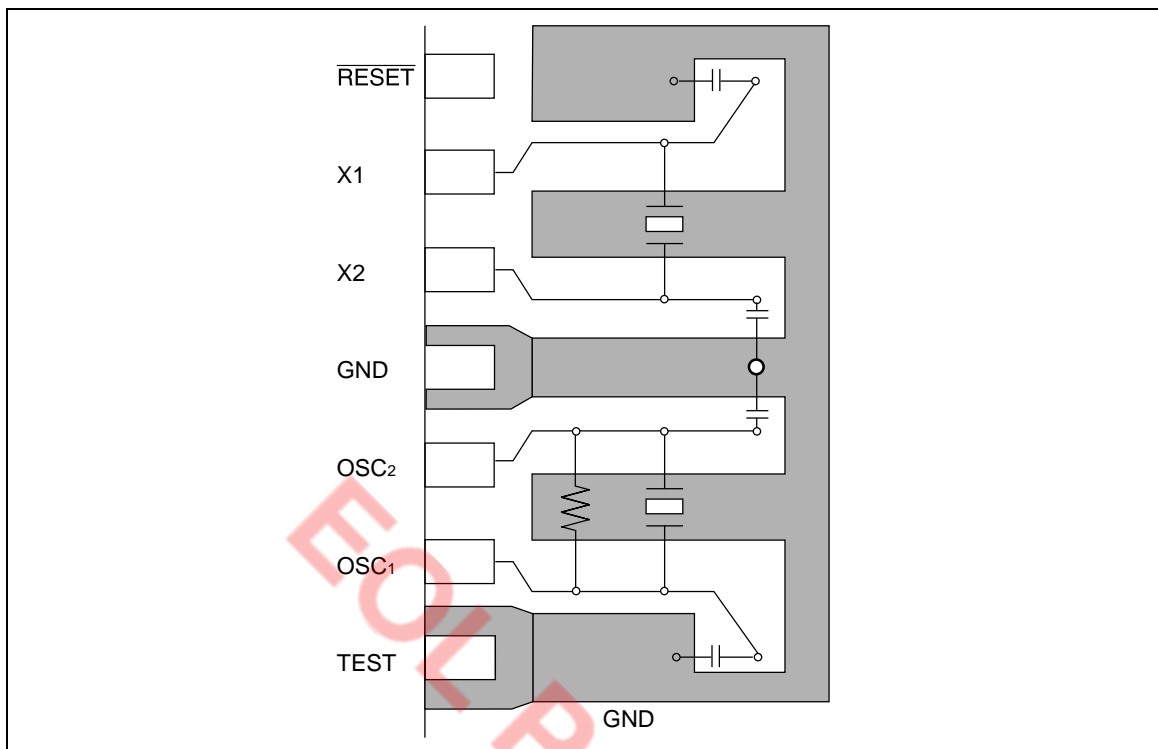 RESET
X1
X2
GND
OSC2
OSC1
TEST
GND
EOL P